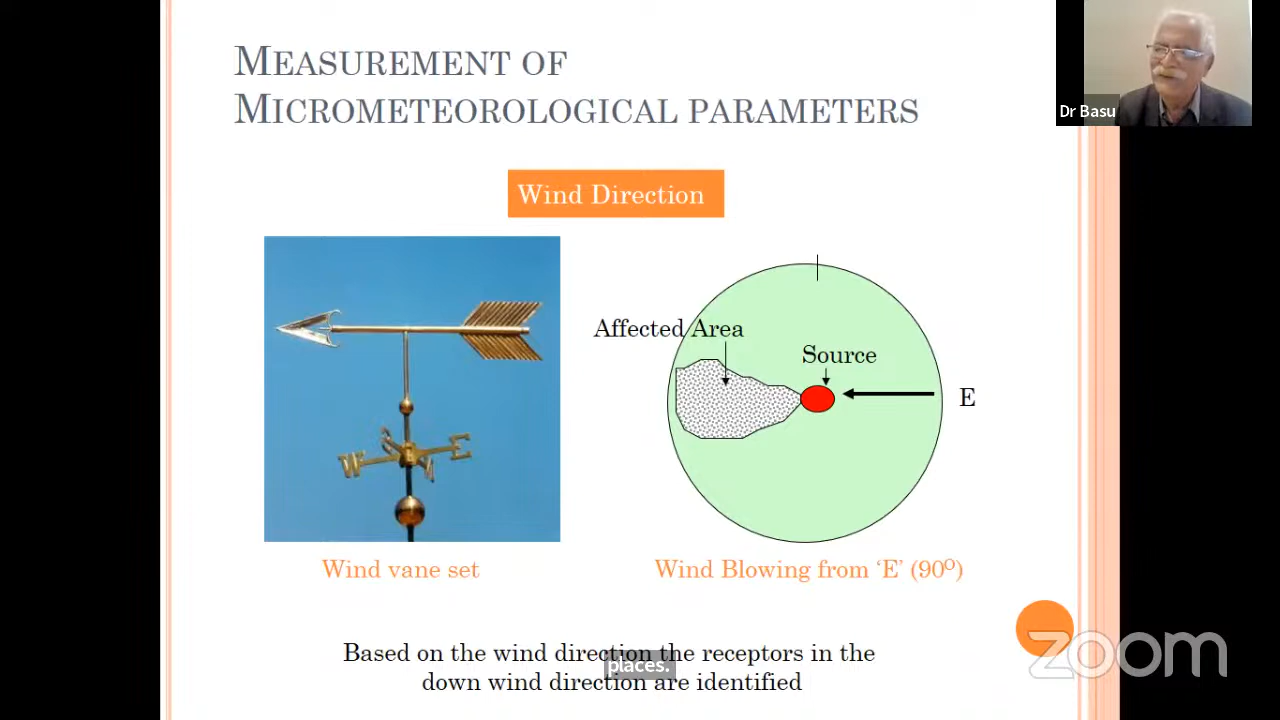 MEASUREMENT OF
MICROMETEOROLOGICAL PARAMETERS
Dr Basu
Wind Direction
Affected Area
Source
E
W
E
Wind vane set
Wind Blowing from ‘E’ (90⁰)
Based on the wind direction the receptors in the
places.
down wind direction are identified
zoom